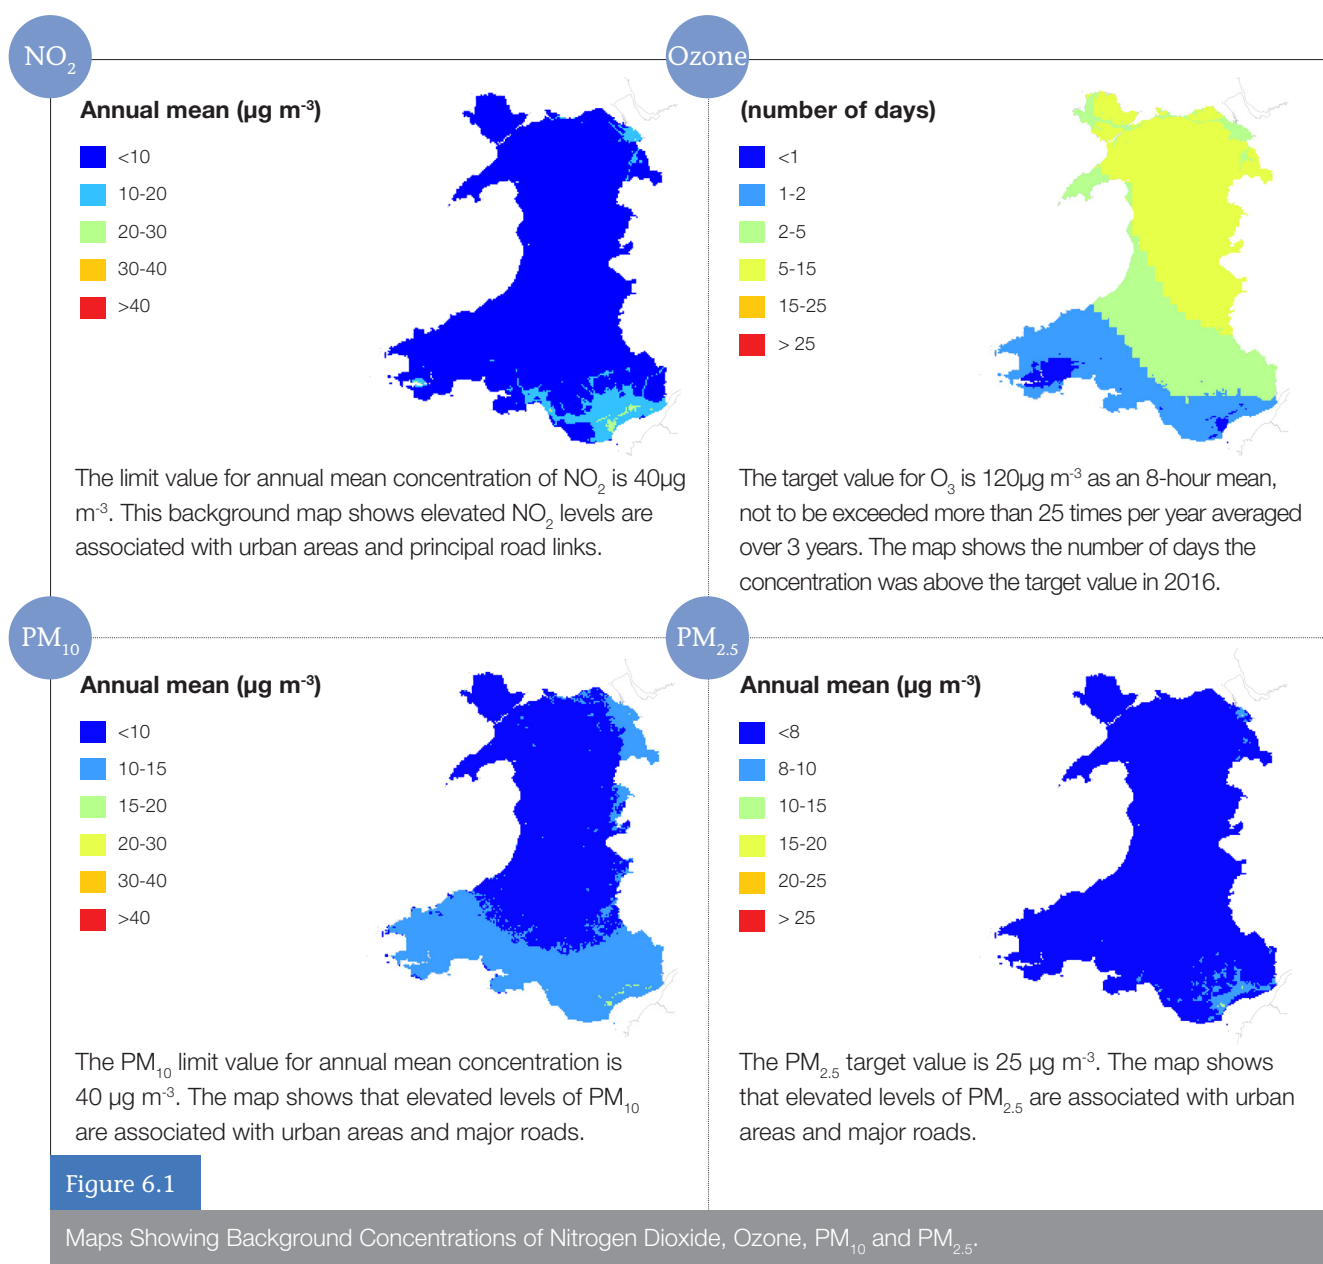 NO₂
Annual mean (µg m⁻³)
<10
10-20
20-30
30-40
>40
The limit value for annual mean concentration of NO₂ is 40µg
m⁻³. This background map shows elevated NO₂ levels are
associated with urban areas and principal road links.
Ozone
(number of days)
<1
1-2
2-5
5-15
15-25
> 25
The target value for O₃ is 120µg m⁻³ as an 8-hour mean,
not to be exceeded more than 25 times per year averaged
over 3 years. The map shows the number of days the
concentration was above the target value in 2016.
PM₁₀
Annual mean (µg m⁻³)
<10
10-15
15-20
20-30
30-40
>40
The PM₁₀ limit value for annual mean concentration is
40 µg m⁻³. The map shows that elevated levels of PM₁₀
are associated with urban areas and major roads.
PM₂.₅
Annual mean (µg m⁻³)
<8
8-10
10-15
15-20
20-25
> 25
The PM₂.₅ target value is 25 µg m⁻³. The map shows
that elevated levels of PM₂.₅ are associated with urban
areas and major roads.
Figure 6.1
Maps Showing Background Concentrations of Nitrogen Dioxide, Ozone, PM₁₀ and PM₂.₅.